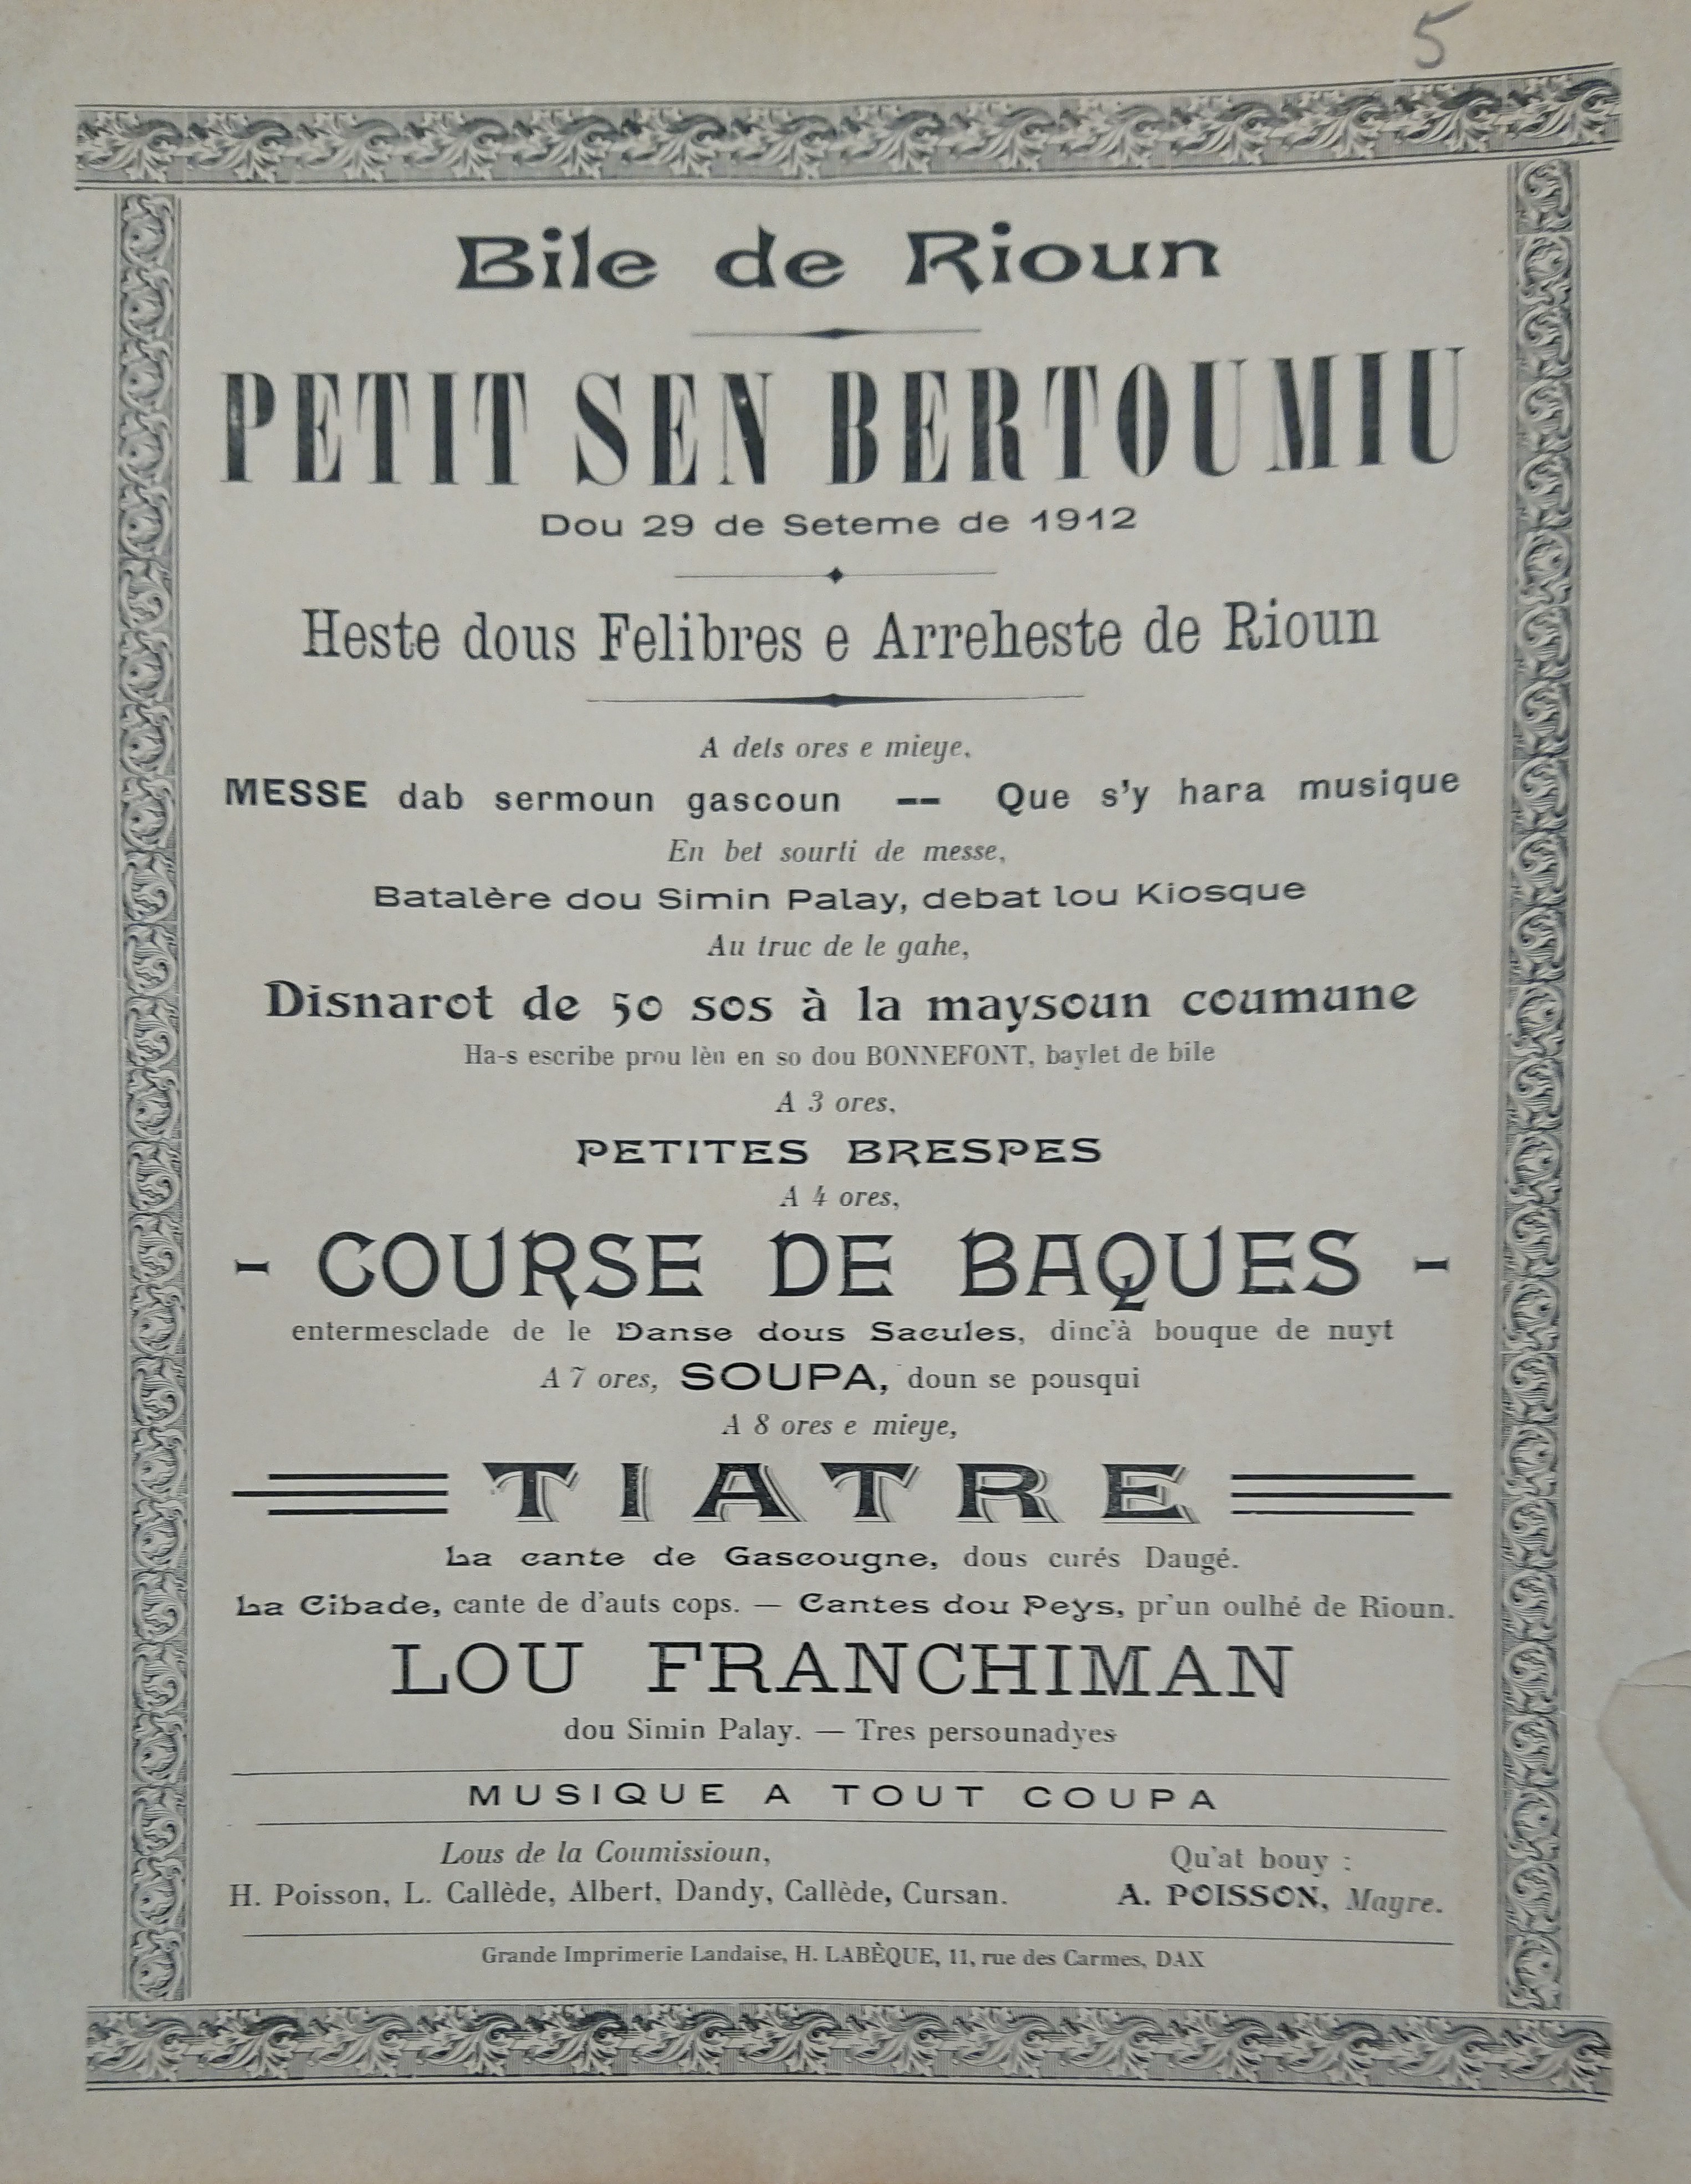 5
Bile de Rioun
PETIT SEN BERTOUMIU
Dou 29 de Seteme de 1912
Heste dous Felibres e Arreheste de Rioun
A dets ores e mieye,
MESSE dab sermoun gascoun -- Que s'y hara musique
En bet sourti de messe,
Batalère dou Simin Palay, debat lou Kiosque
Au truc de le gahe,
Disnarot de 50 sos à la maysoun coumune
Ha-s escribe prou lèu en so dou BONNEFONT, baylet de bile
A 3 ores,
PETITES BRESPES
A 4 ores,
- COURSE DE BAQUES -
entermesclade de le Danse dous Sacules, dinc'à bouque de nuyt
A 7 ores, SOUPA, doun se pousqui
A 8 ores e mieye,
TIATRE
La cante de Gascougne, dous curés Daugé.
La Cibade, cante de d'auts cops. — Cantes dou Peys, pr'un oulhé de Rioun.
LOU FRANCHIMAN
dou Simin Palay. — Tres persounadyes
MUSIQUE A TOUT COUPA
Lous de la Coumissioun,
H. Poisson, L. Callède, Albert, Dandy, Callède, Cursan.
Qu'at bouy :
A. POISSON, Mayre.
Grande Imprimerie Landaise, H. LABÈQUE, 11, rue des Carmes, DAX